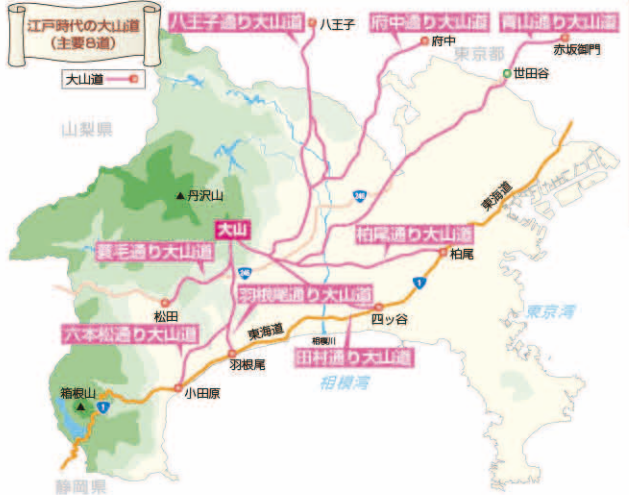 江戸時代の大山道
(主要8道)
大山道
八王子通り大山道
八王子
府中通り大山道
府中
青山通り大山道
赤坂御門
東京都
世田谷
山梨県
丹沢山
246
東海道
大山
柏尾通り大山道
柏尾
蓑毛通り大山道
246
1
羽根尾通り大山道
松田
四ッ谷
東京湾
六本松通り大山道
東海道
相模川
田村通り大山道
羽根尾
相模湾
小田原
箱根山
1
静岡県